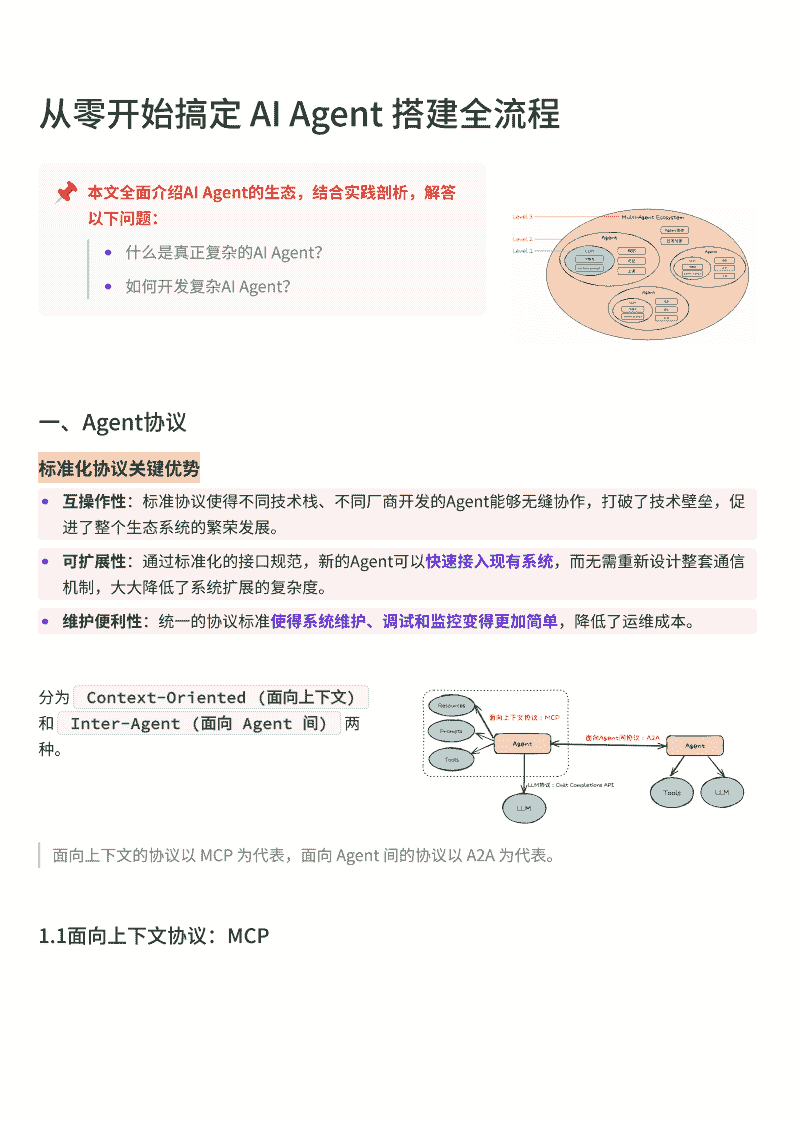 从零开始搞定 AI Agent 搭建全流程
本文全面介绍AI Agent的生态，结合实践剖析，解答
以下问题：
什么是真正复杂的AI Agent？
如何开发复杂AI Agent？
Level 3
Multi-Agent Ecosystem
Level 2
Agent
Level 1
Agent
Agent
一、Agent协议
标准化协议关键优势
互操作性：标准协议使得不同技术栈、不同厂商开发的Agent能够无缝协作，打破了技术壁垒，促
进了整个生态系统的繁荣发展。
可扩展性：通过标准化的接口规范，新的Agent可以快速接入现有系统，而无需重新设计整套通信
机制，大大降低了系统扩展的复杂度。
维护便利性：统一的协议标准使得系统维护、调试和监控变得更加简单，降低了运维成本。
分为 Context-Oriented (面向上下文)
和 Inter-Agent (面向 Agent 间) 两
种。
Resources
面向上下文协议：MCP
Prompts
Agent
面向Agent间协议：A2A
Agent
Tools
LLM协议：Chat Completions API
LLM
Tools
LLM
面向上下文的协议以 MCP 为代表，面向 Agent 间的协议以 A2A 为代表。
1.1面向上下文协议：MCP